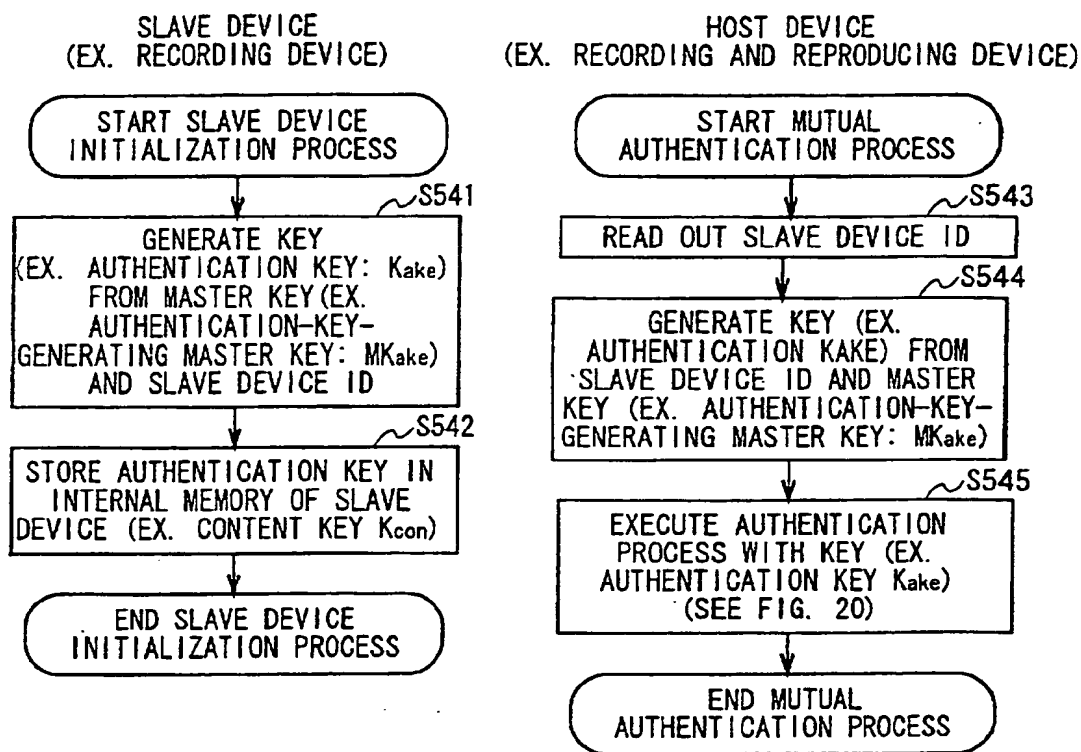 SLAVE DEVICE
(EX. RECORDING DEVICE)
START SLAVE DEVICE
INITIALIZATION PROCESS
S541
GENERATE KEY
(EX. AUTHENTICATION KEY: Kake)
FROM MASTER KEY(EX.
AUTHENTICATION-KEY-
GENERATING MASTER KEY: MKake)
AND SLAVE DEVICE ID
S542
STORE AUTHENTICATION KEY IN
INTERNAL MEMORY OF SLAVE
DEVICE (EX. CONTENT KEY Kcon)
END SLAVE DEVICE
INITIALIZATION PROCESS
HOST DEVICE
(EX. RECORDING AND REPRODUCING DEVICE)
START MUTUAL
AUTHENTICATION PROCESS
S543
READ OUT SLAVE DEVICE ID
S544
GENERATE KEY (EX.
AUTHENTICATION KAKE) FROM
SLAVE DEVICE ID AND MASTER
KEY (EX. AUTHENTICATION-KEY-
GENERATING MASTER KEY: MKake)
S545
EXECUTE AUTHENTICATION
PROCESS WITH KEY (EX.
AUTHENTICATION KEY Kake)
(SEE FIG. 20)
END MUTUAL
AUTHENTICATION PROCESS